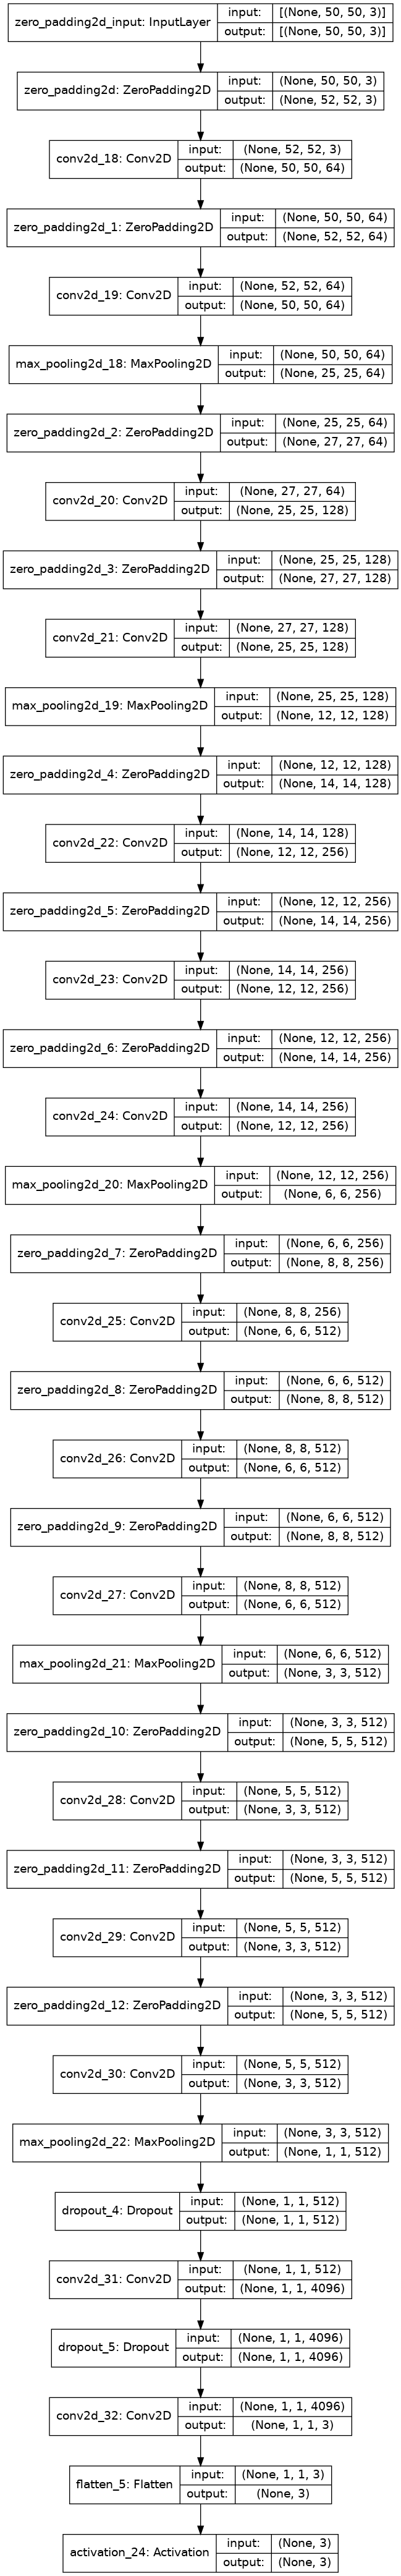 zero_padding2d_input: InputLayer
input: [(None, 50, 50, 3)]
output: [(None, 50, 50, 3)]
zero_padding2d: ZeroPadding2D
input: (None, 50, 50, 3)
output: (None, 52, 52, 3)
conv2d_18: Conv2D
input: (None, 52, 52, 3)
output: (None, 50, 50, 64)
zero_padding2d_1: ZeroPadding2D
input: (None, 50, 50, 64)
output: (None, 52, 52, 64)
conv2d_19: Conv2D
input: (None, 52, 52, 64)
output: (None, 50, 50, 64)
max_pooling2d_18: MaxPooling2D
input: (None, 50, 50, 64)
output: (None, 25, 25, 64)
zero_padding2d_2: ZeroPadding2D
input: (None, 25, 25, 64)
output: (None, 27, 27, 64)
conv2d_20: Conv2D
input: (None, 27, 27, 64)
output: (None, 25, 25, 128)
zero_padding2d_3: ZeroPadding2D
input: (None, 25, 25, 128)
output: (None, 27, 27, 128)
conv2d_21: Conv2D
input: (None, 27, 27, 128)
output: (None, 25, 25, 128)
max_pooling2d_19: MaxPooling2D
input: (None, 25, 25, 128)
output: (None, 12, 12, 128)
zero_padding2d_4: ZeroPadding2D
input: (None, 12, 12, 128)
output: (None, 14, 14, 128)
conv2d_22: Conv2D
input: (None, 14, 14, 128)
output: (None, 12, 12, 256)
zero_padding2d_5: ZeroPadding2D
input: (None, 12, 12, 256)
output: (None, 14, 14, 256)
conv2d_23: Conv2D
input: (None, 14, 14, 256)
output: (None, 12, 12, 256)
zero_padding2d_6: ZeroPadding2D
input: (None, 12, 12, 256)
output: (None, 14, 14, 256)
conv2d_24: Conv2D
input: (None, 14, 14, 256)
output: (None, 12, 12, 256)
max_pooling2d_20: MaxPooling2D
input: (None, 12, 12, 256)
output: (None, 6, 6, 256)
zero_padding2d_7: ZeroPadding2D
input: (None, 6, 6, 256)
output: (None, 8, 8, 256)
conv2d_25: Conv2D
input: (None, 8, 8, 256)
output: (None, 6, 6, 512)
zero_padding2d_8: ZeroPadding2D
input: (None, 6, 6, 512)
output: (None, 8, 8, 512)
conv2d_26: Conv2D
input: (None, 8, 8, 512)
output: (None, 6, 6, 512)
zero_padding2d_9: ZeroPadding2D
input: (None, 6, 6, 512)
output: (None, 8, 8, 512)
conv2d_27: Conv2D
input: (None, 8, 8, 512)
output: (None, 6, 6, 512)
max_pooling2d_21: MaxPooling2D
input: (None, 6, 6, 512)
output: (None, 3, 3, 512)
zero_padding2d_10: ZeroPadding2D
input: (None, 3, 3, 512)
output: (None, 5, 5, 512)
conv2d_28: Conv2D
input: (None, 5, 5, 512)
output: (None, 3, 3, 512)
zero_padding2d_11: ZeroPadding2D
input: (None, 3, 3, 512)
output: (None, 5, 5, 512)
conv2d_29: Conv2D
input: (None, 5, 5, 512)
output: (None, 3, 3, 512)
zero_padding2d_12: ZeroPadding2D
input: (None, 3, 3, 512)
output: (None, 5, 5, 512)
conv2d_30: Conv2D
input: (None, 5, 5, 512)
output: (None, 3, 3, 512)
max_pooling2d_22: MaxPooling2D
input: (None, 3, 3, 512)
output: (None, 1, 1, 512)
dropout_4: Dropout
input: (None, 1, 1, 512)
output: (None, 1, 1, 512)
conv2d_31: Conv2D
input: (None, 1, 1, 512)
output: (None, 1, 1, 4096)
dropout_5: Dropout
input: (None, 1, 1, 4096)
output: (None, 1, 1, 4096)
conv2d_32: Conv2D
input: (None, 1, 1, 4096)
output: (None, 1, 1, 3)
flatten_5: Flatten
input: (None, 1, 1, 3)
output: (None, 3)
activation_24: Activation
input: (None, 3)
output: (None, 3)